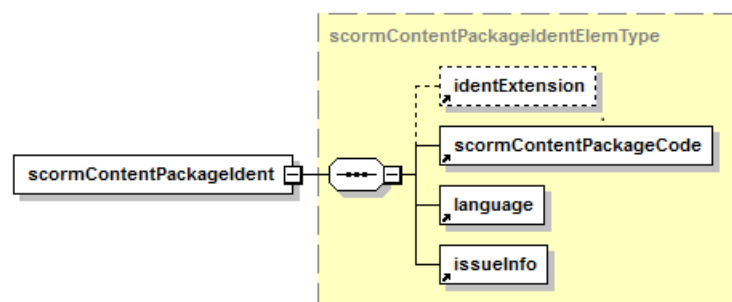 scormContentPackageIdentElemType
identExtension
scormContentPackageCode
scormContentPackageIdent
language
issueInfo